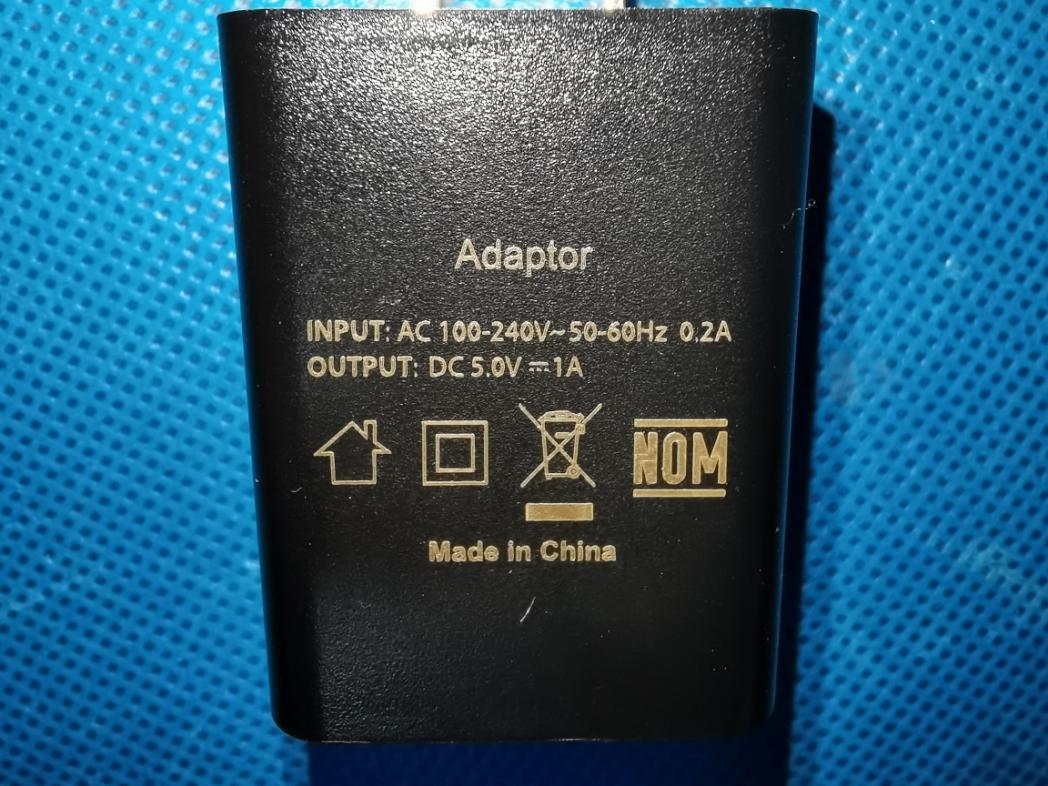 Adaptor
INPUT: AC 100-240V~50-60Hz 0.2A
OUTPUT: DC 5.0V ⎓1A
NOM
Made in China